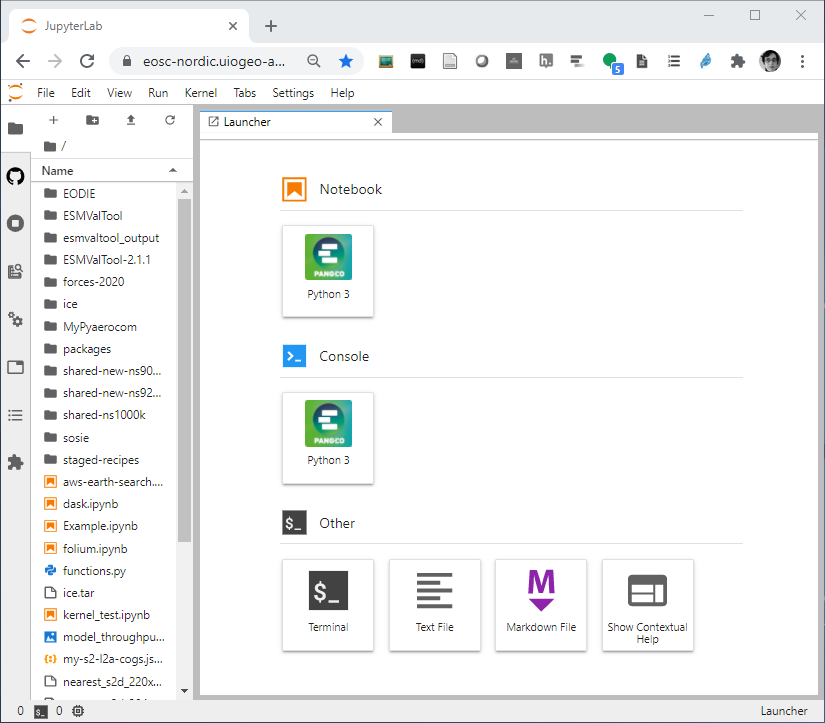 JupyterLab
eosc-nordic.uiogeo-a...
5
File Edit View Run Kernel Tabs Settings Help
Launcher
/
Name
EODIE
ESMValTool
esmvaltool_output
ESMValTool-2.1.1
forces-2020
ice
MyPyaerocom
packages
shared-new-ns90...
shared-new-ns92...
shared-ns1000k
sosie
staged-recipes
aws-earth-search....
dask.ipynb
Example.ipynb
folium.ipynb
functions.py
ice.tar
kernel_test.ipynb
model_throughpu...
my-s2-l2a-cogs.js...
nearest_s2d_220x...
Notebook
PANGEO
Python 3
Console
PANGEO
Python 3
$_ Other
$_
Terminal
Text File
M
Markdown File
Show Contextual
Help
0 $_ 0
Launcher